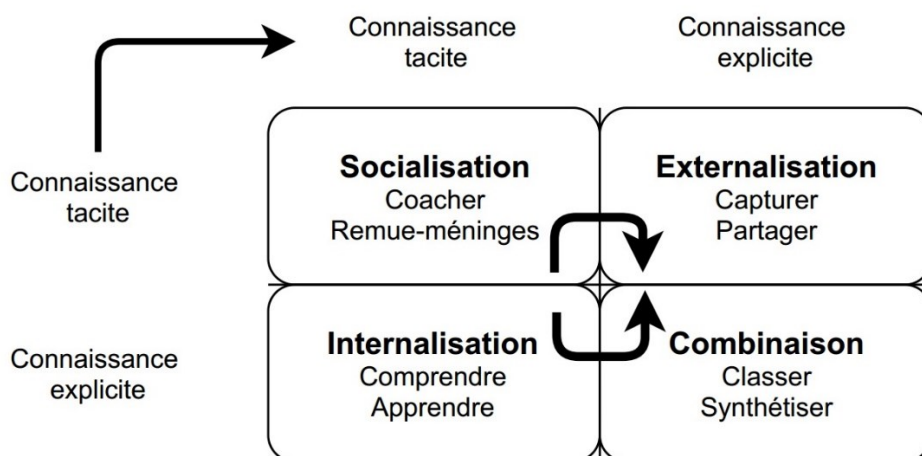 Connaissance
tacite
Connaissance
explicite
Connaissance
tacite
Socialisation
Coacher
Remue-méninges
Externalisation
Capturer
Partager
Connaissance
explicite
Internalisation
Comprendre
Apprendre
Combinaison
Classer
Synthétiser